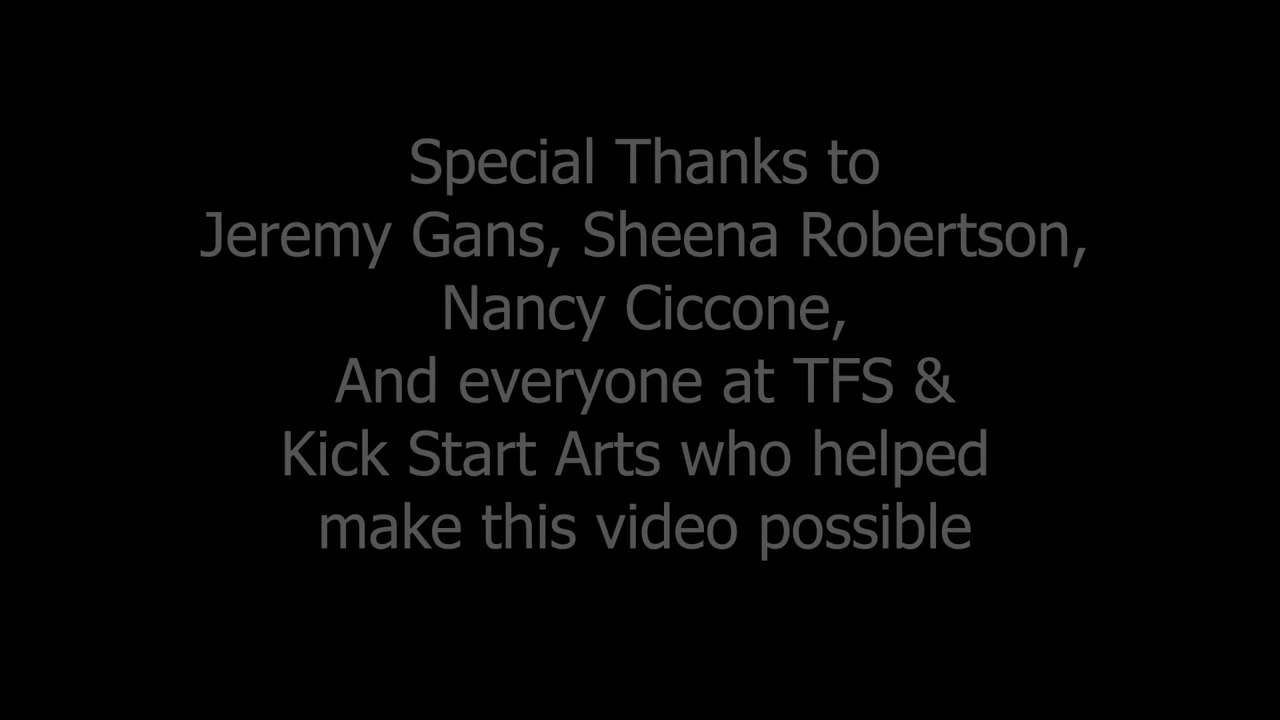 Special Thanks to
Jeremy Gans, Sheena Robertson,
Nancy Ciccone,
And everyone at TFS &
Kick Start Arts who helped
make this video possible